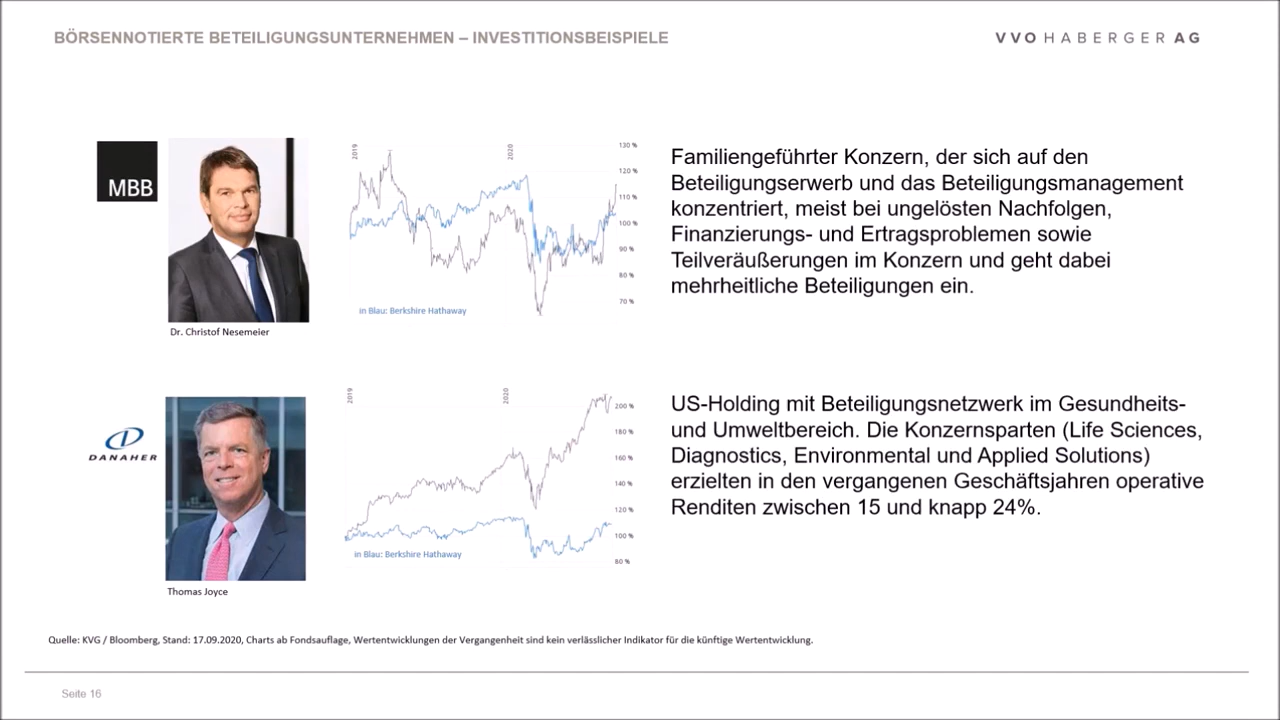 BÖRSENNOTIERTE BETEILIGUNGSUNTERNEHMEN – INVESTITIONSBEISPIELE
VVO HABERGER AG
MBB
Dr. Christof Nesemeier
2019
2020
130 %
120 %
110 %
100 %
90 %
80 %
70 %
in Blau: Berkshire Hathaway
Familiengeführter Konzern, der sich auf den
Beteiligungserwerb und das Beteiligungsmanagement
konzentriert, meist bei ungelösten Nachfolgen,
Finanzierungs- und Ertragsproblemen sowie
Teilveräußerungen im Konzern und geht dabei
mehrheitliche Beteiligungen ein.
DANAHER
Thomas Joyce
2019
2020
200 %
180 %
160 %
140 %
120 %
100 %
80 %
in Blau: Berkshire Hathaway
US-Holding mit Beteiligungsnetzwerk im Gesundheits-
und Umweltbereich. Die Konzernsparten (Life Sciences,
Diagnostics, Environmental und Applied Solutions)
erzielten in den vergangenen Geschäftsjahren operative
Renditen zwischen 15 und knapp 24%.
Quelle: KVG / Bloomberg, Stand: 17.09.2020, Charts ab Fondsauflage, Wertentwicklungen der Vergangenheit sind kein verlässlicher Indikator für die künftige Wertentwicklung.
Seite 16